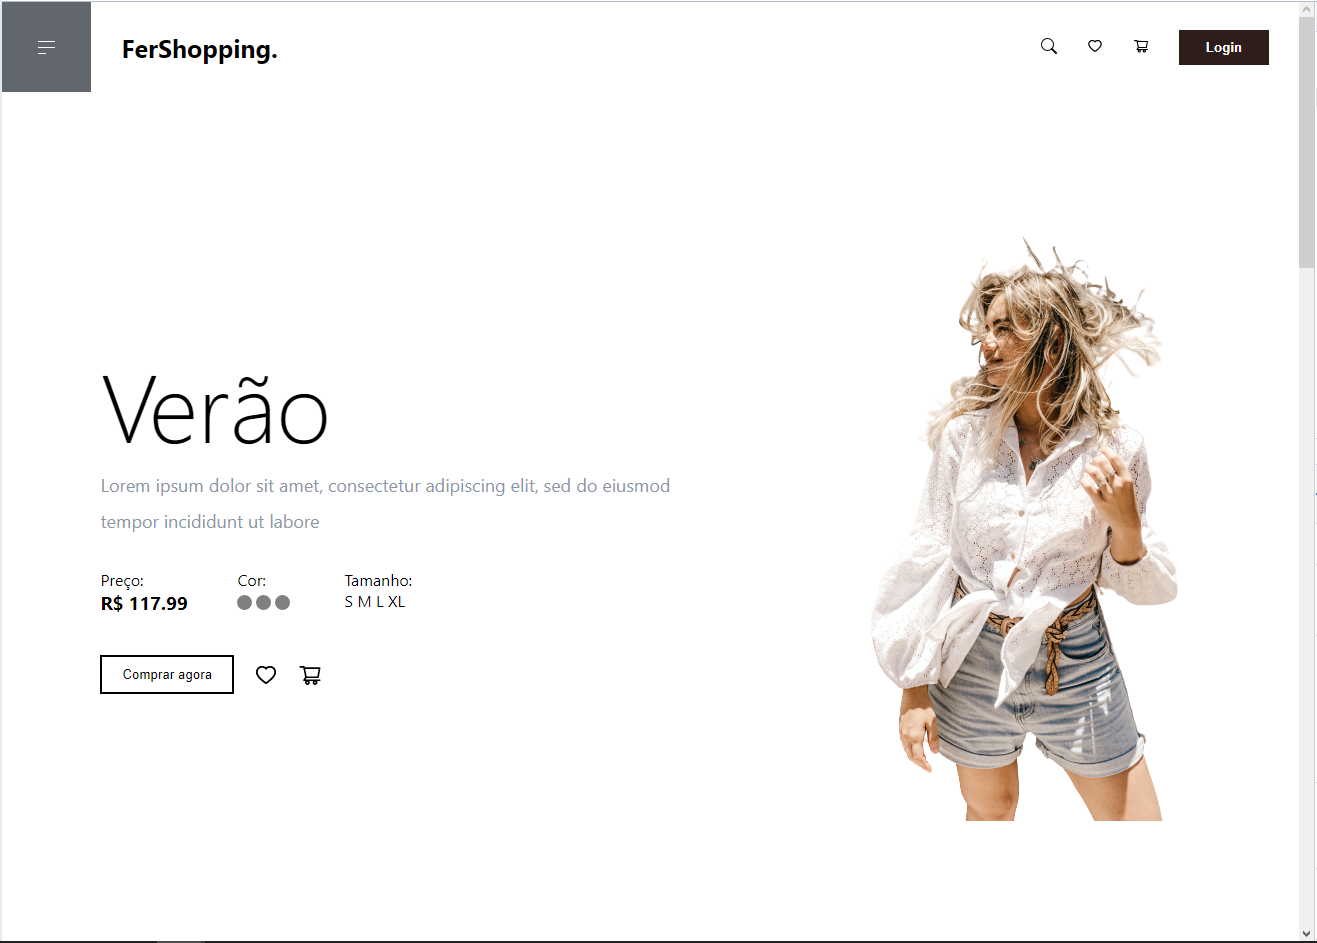 FerShopping.
Login
Verão
Lorem ipsum dolor sit amet, consectetur adipiscing elit, sed do eiusmod
tempor incididunt ut labore
Preço:
R$ 117.99
Cor:
Tamanho:
S M L XL
Comprar agora